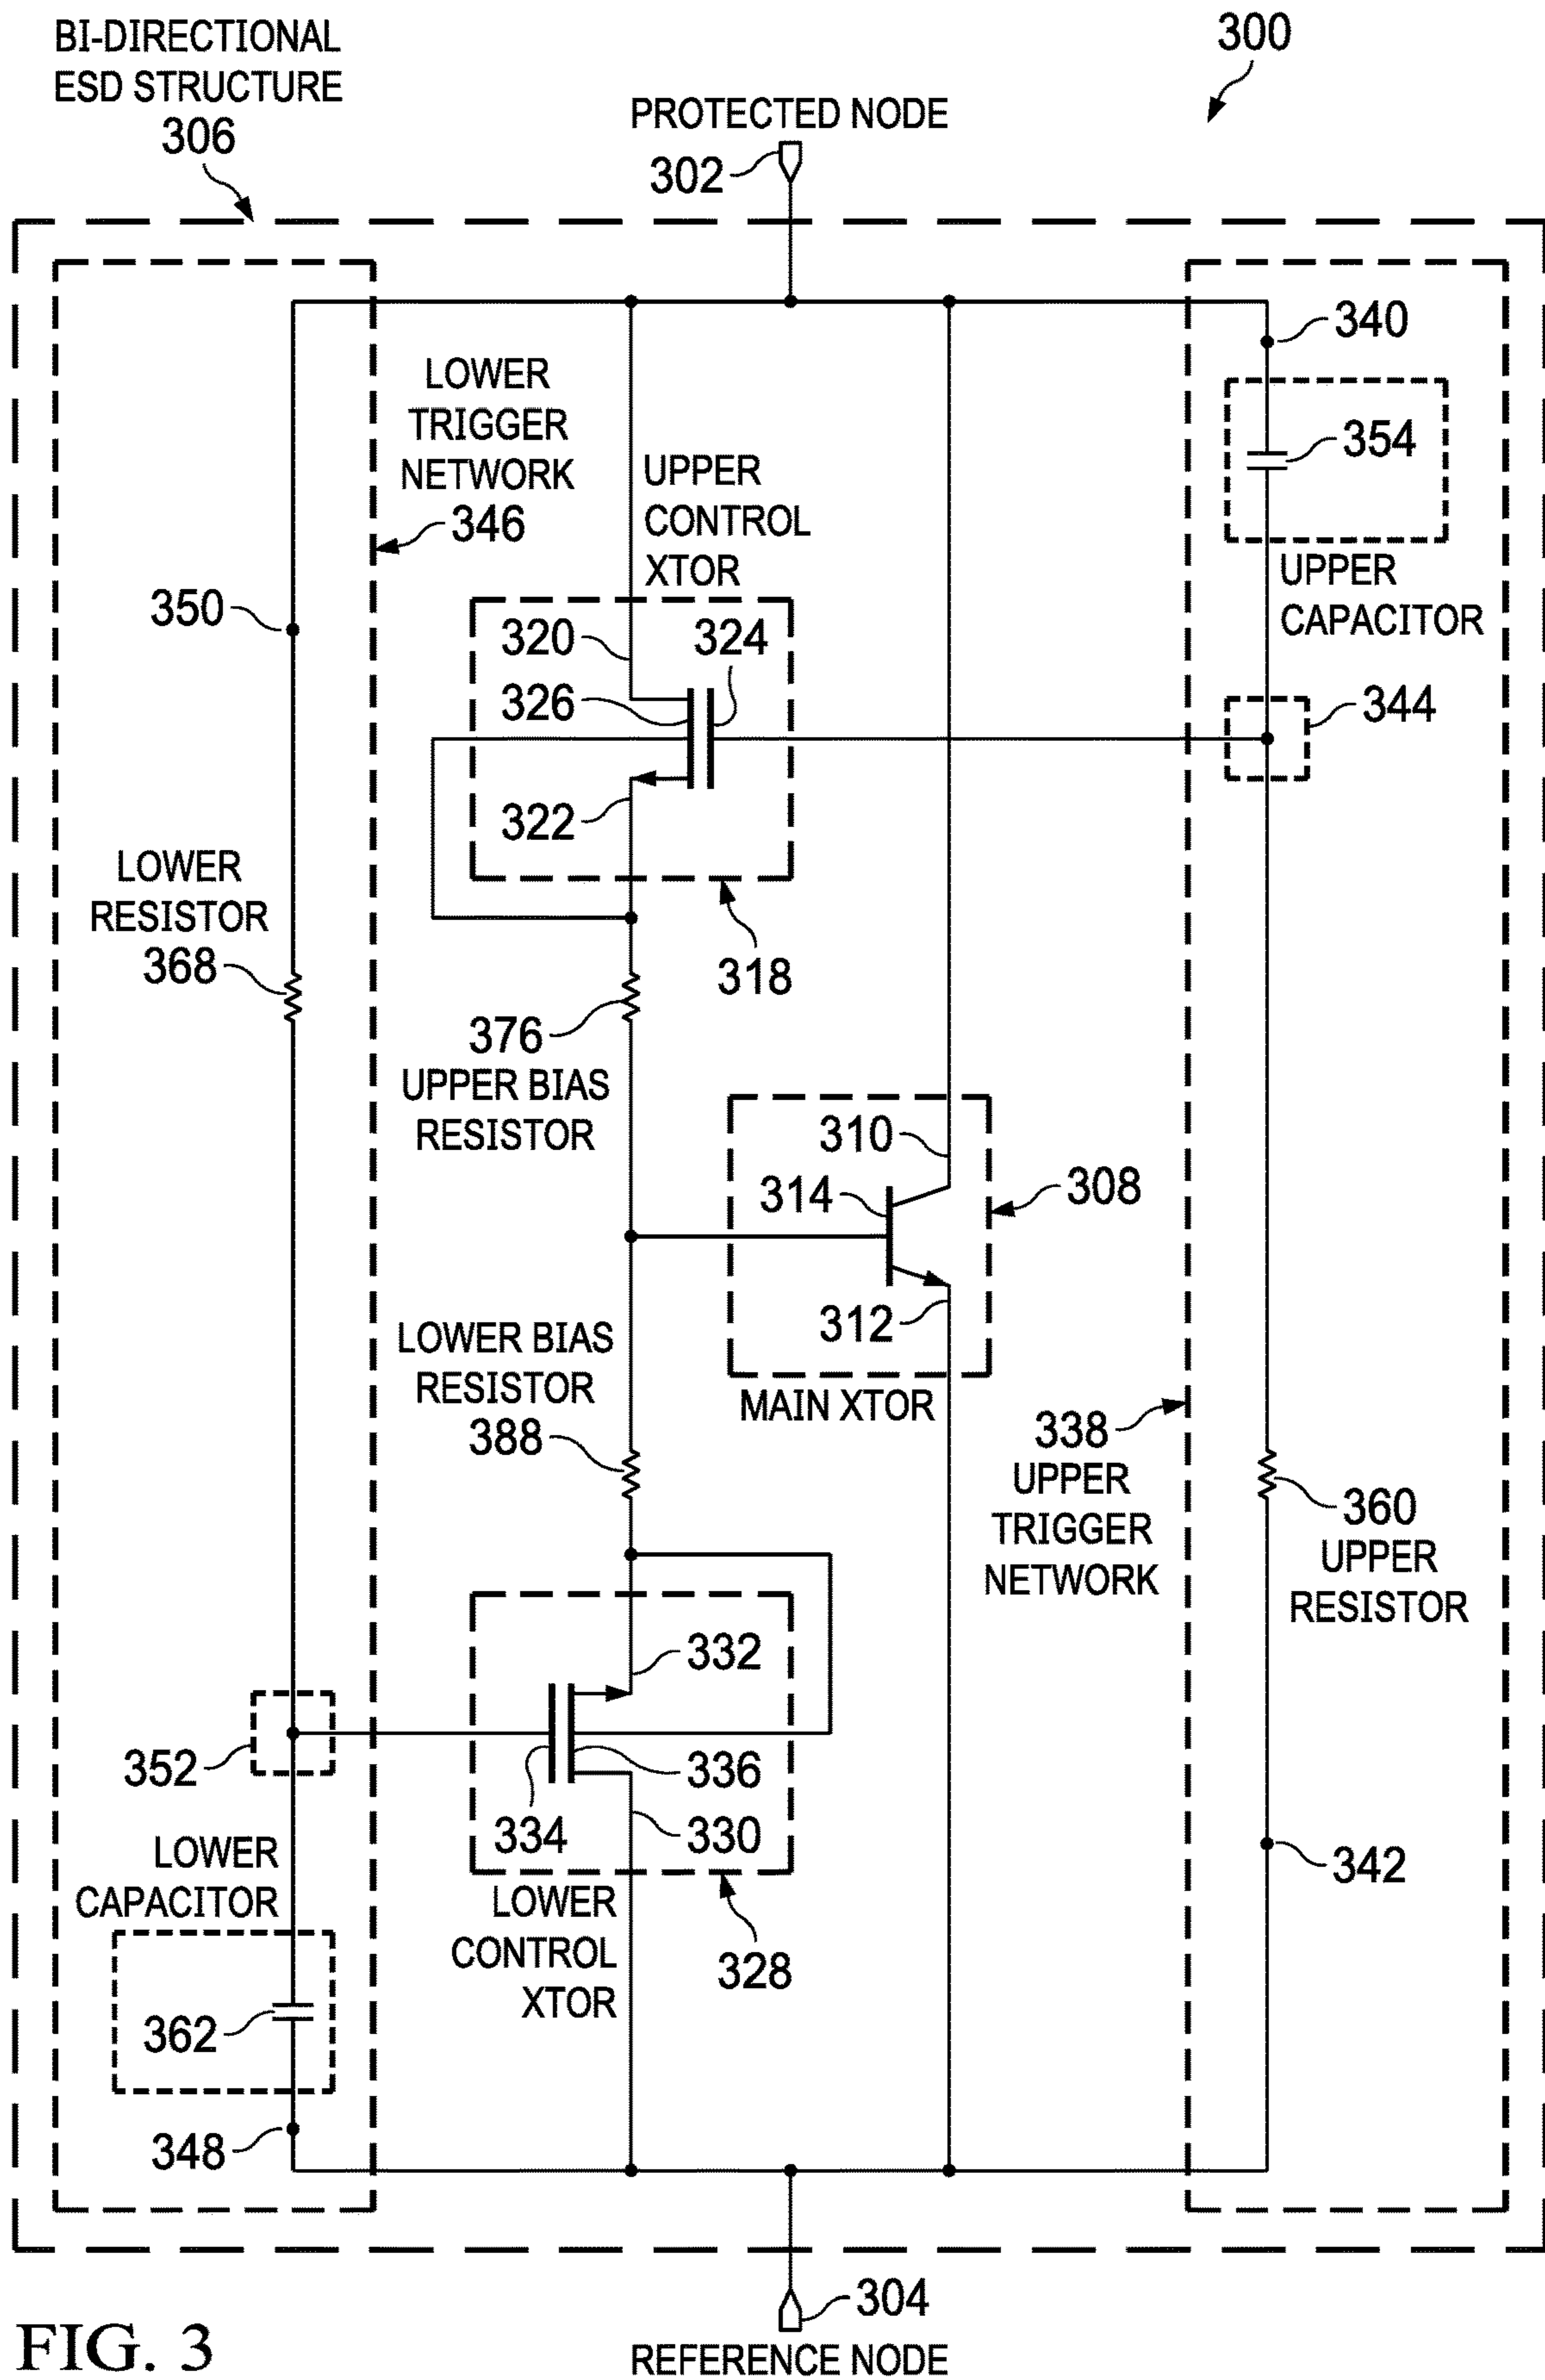 BI-DIRECTIONAL
ESD STRUCTURE
306
300
PROTECTED NODE
302
340
LOWER
TRIGGER
NETWORK
346
UPPER
CONTROL
XTOR
354
UPPER
CAPACITOR
350
320
324
326
344
322
LOWER
RESISTOR
368
318
376
UPPER BIAS
RESISTOR
310
314
308
312
LOWER BIAS
RESISTOR
388
MAIN XTOR
338
UPPER
TRIGGER
NETWORK
360
UPPER
RESISTOR
332
352
336
334
330
342
LOWER
CAPACITOR
LOWER
CONTROL
XTOR
328
362
348
304
REFERENCE NODE
FIG. 3